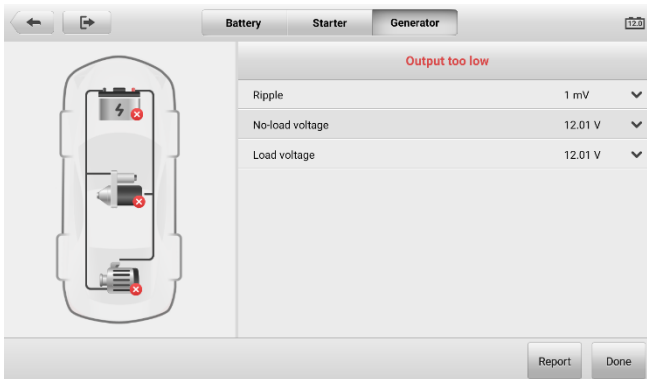 Battery Starter Generator
12.0
Output too low
Ripple 1 mV
No-load voltage 12.01 V
Load voltage 12.01 V
Report Done